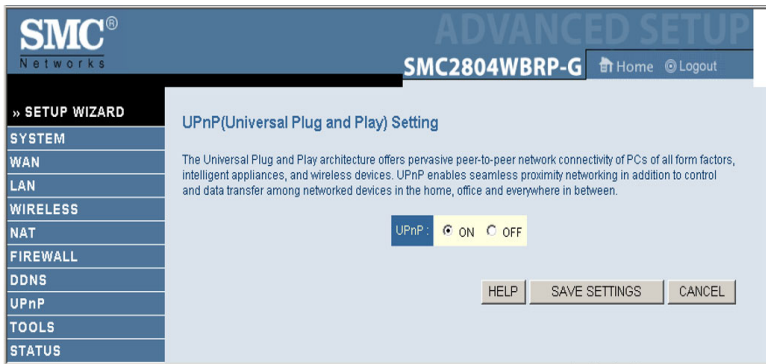 SMC®
Networks
ADVANCED SETUP
SMC2804WBRP-G
Home
Logout
» SETUP WIZARD
SYSTEM
WAN
LAN
WIRELESS
NAT
FIREWALL
DDNS
UPnP
TOOLS
STATUS
UPnP(Universal Plug and Play) Setting
The Universal Plug and Play architecture offers pervasive peer-to-peer network connectivity of PCs of all form factors,
intelligent appliances, and wireless devices. UPnP enables seamless proximity networking in addition to control
and data transfer among networked devices in the home, office and everywhere in between.
UPnP : ON OFF
HELP SAVE SETTINGS CANCEL